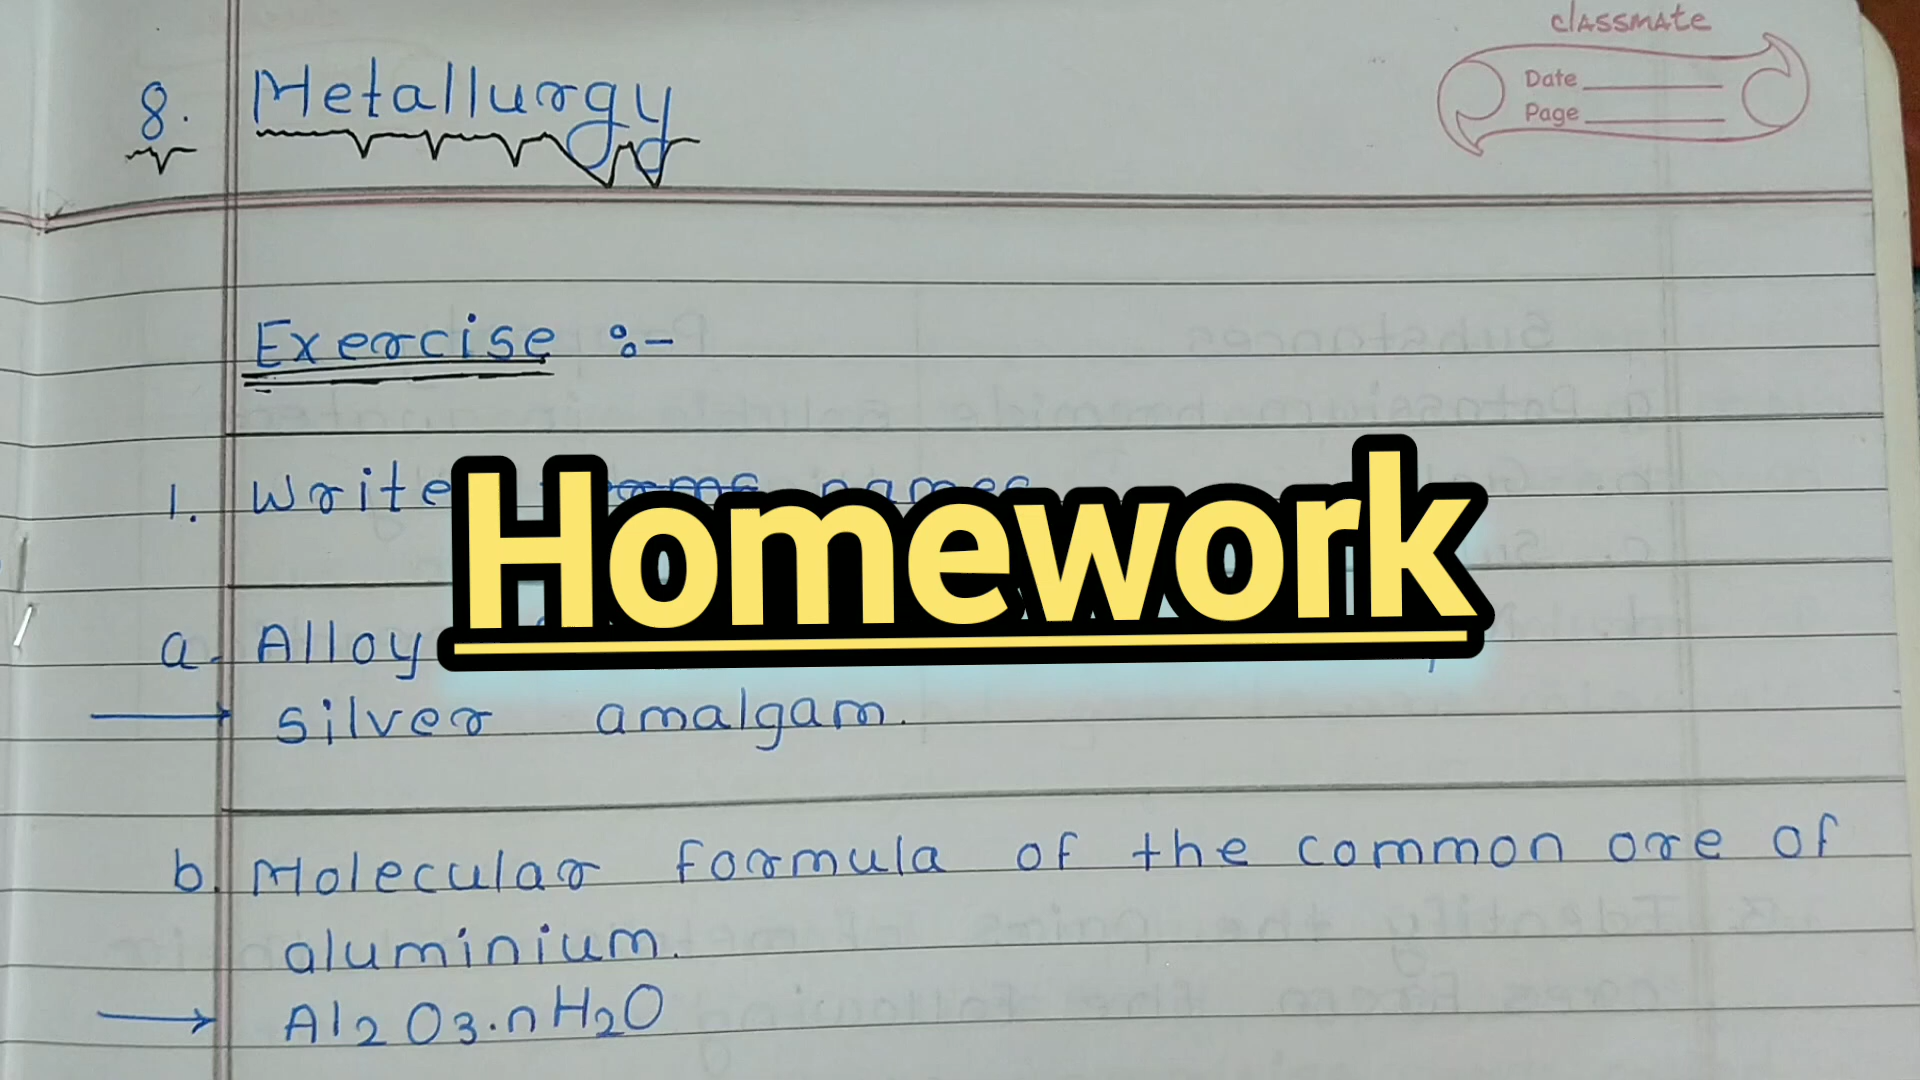 classmate
Date
Page
8. Metallurgy
Exercise :-
1. Write names
Homework
a. Alloy
silver amalgam.
b. Molecular formula of the common ore of
aluminium.
Al2O3.nH2O